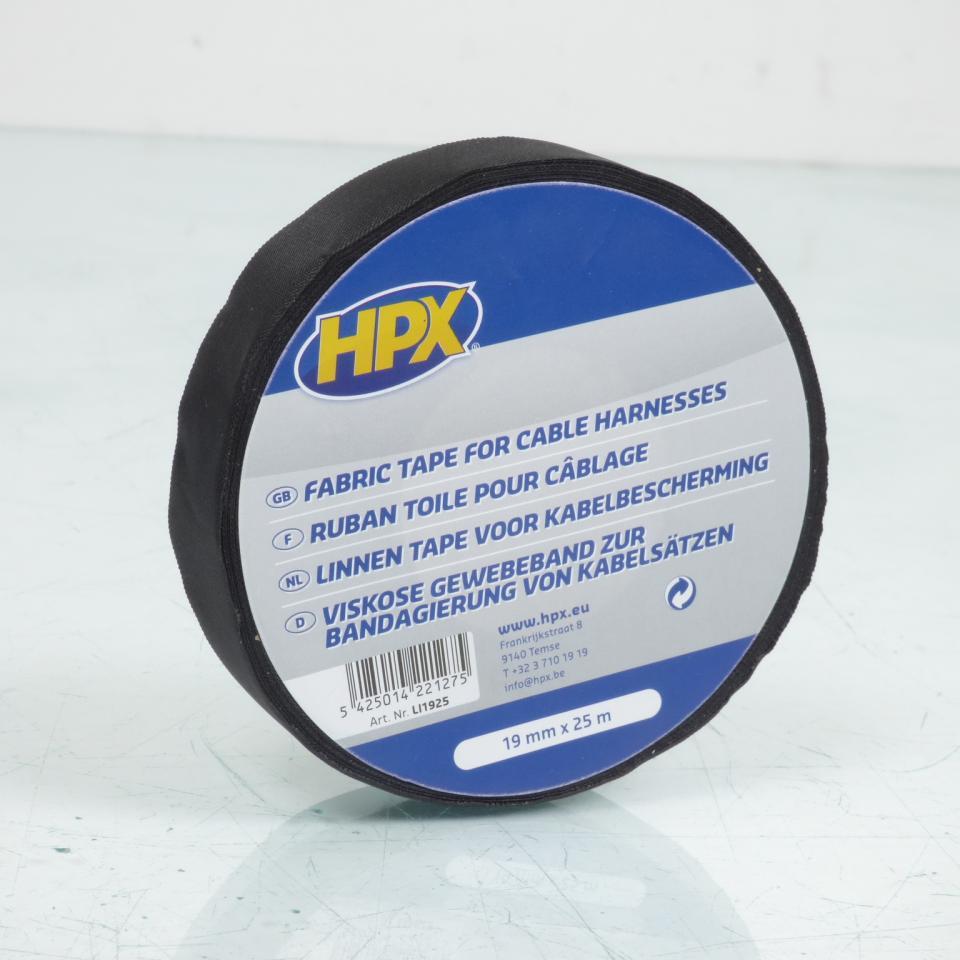 HPX®
GB FABRIC TAPE FOR CABLE HARNESSES
F RUBAN TOILE POUR CÂBLAGE
NL LINNEN TAPE VOOR KABELBESCHERMING
D VISKOSE GEWEBEBAND ZUR
BANDAGIERUNG VON KABELSÄTZEN
5 425014 221275
Art. Nr. LI1925
www.hpx.eu
Frankrijkstraat 8
9140 Temse
T +32 3 710 19 19
info@hpx.be
19 mm x 25 m